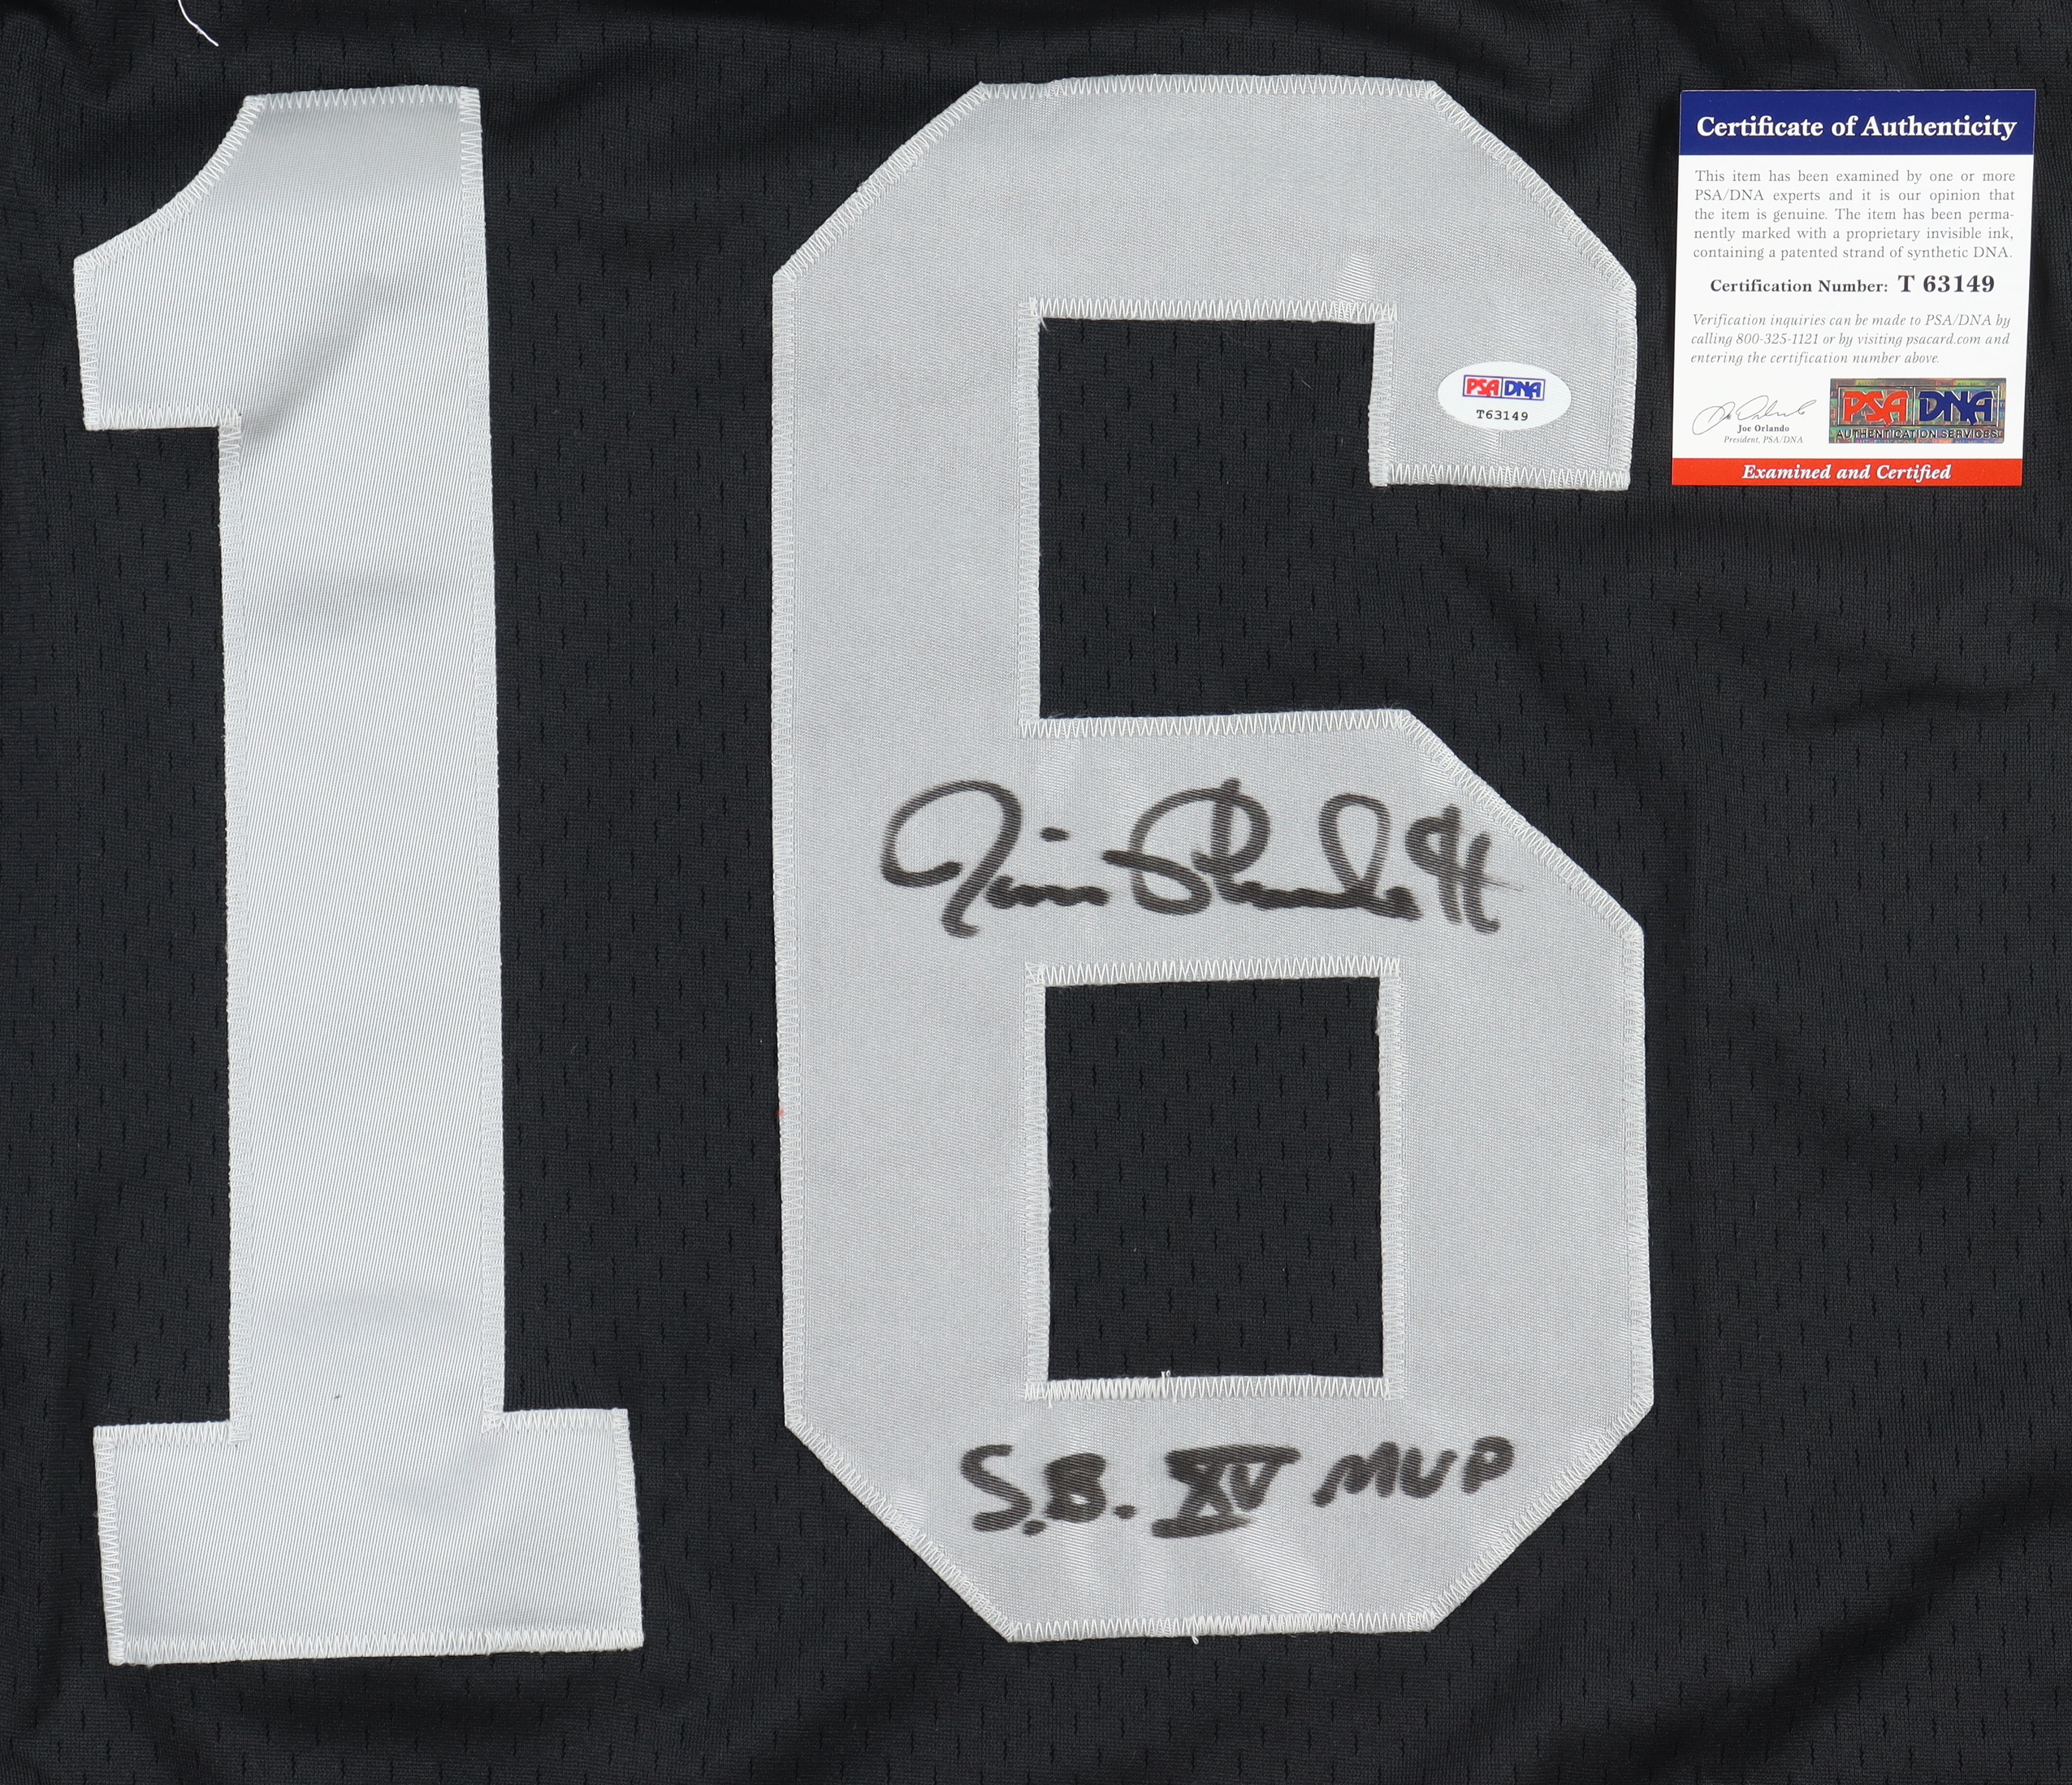 16
Certificate of Authenticity
This item has been examined by one or more
PSA/DNA experts and it is our opinion that
the item is genuine. The item has been perma-
nently marked with a proprietary invisible ink,
containing a patented strand of synthetic DNA.
Certification Number: T 63149
Verification inquiries can be made to PSA/DNA by
calling 800-325-1121 or by visiting psacard.com and
entering the certification number above.
Joe Orlando
President, PSA/DNA
PSA DNA
AUTHENTICATION SERVICES
Examined and Certified
PSA DNA
T63149
Jim Plunkett
S.B. XV MVP